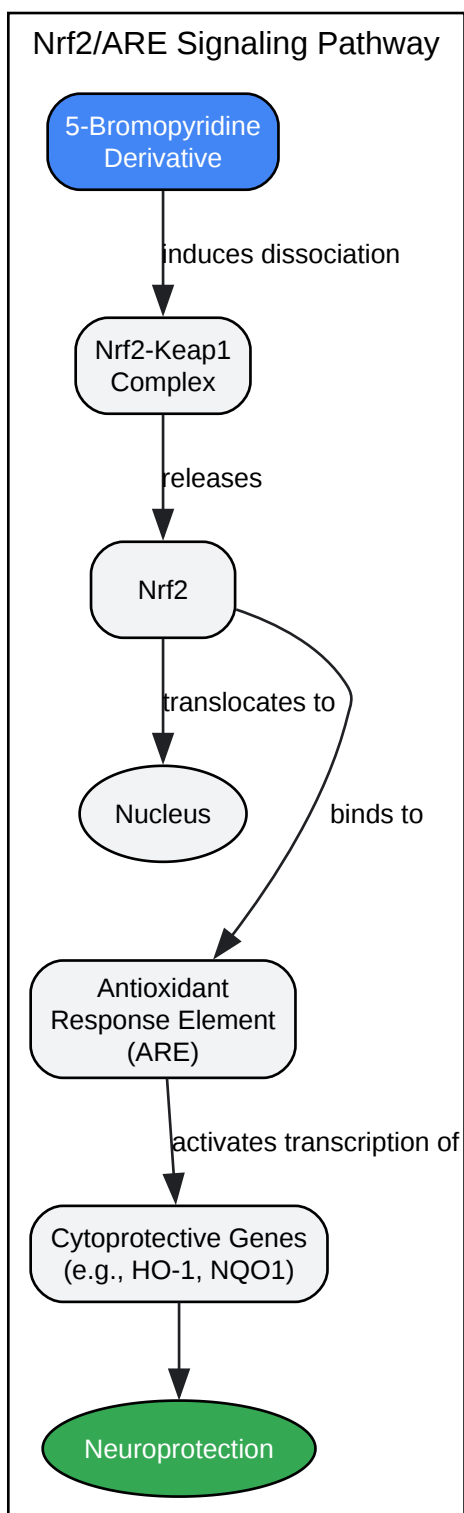 Nrf2/ARE Signaling Pathway
5-Bromopyridine
Derivative
induces dissociation
Nrf2-Keap1
Complex
releases
Nrf2
translocates to
Nucleus
binds to
Antioxidant
Response Element
(ARE)
activates transcription of
Cytoprotective Genes
(e.g., HO-1, NQO1)
Neuroprotection